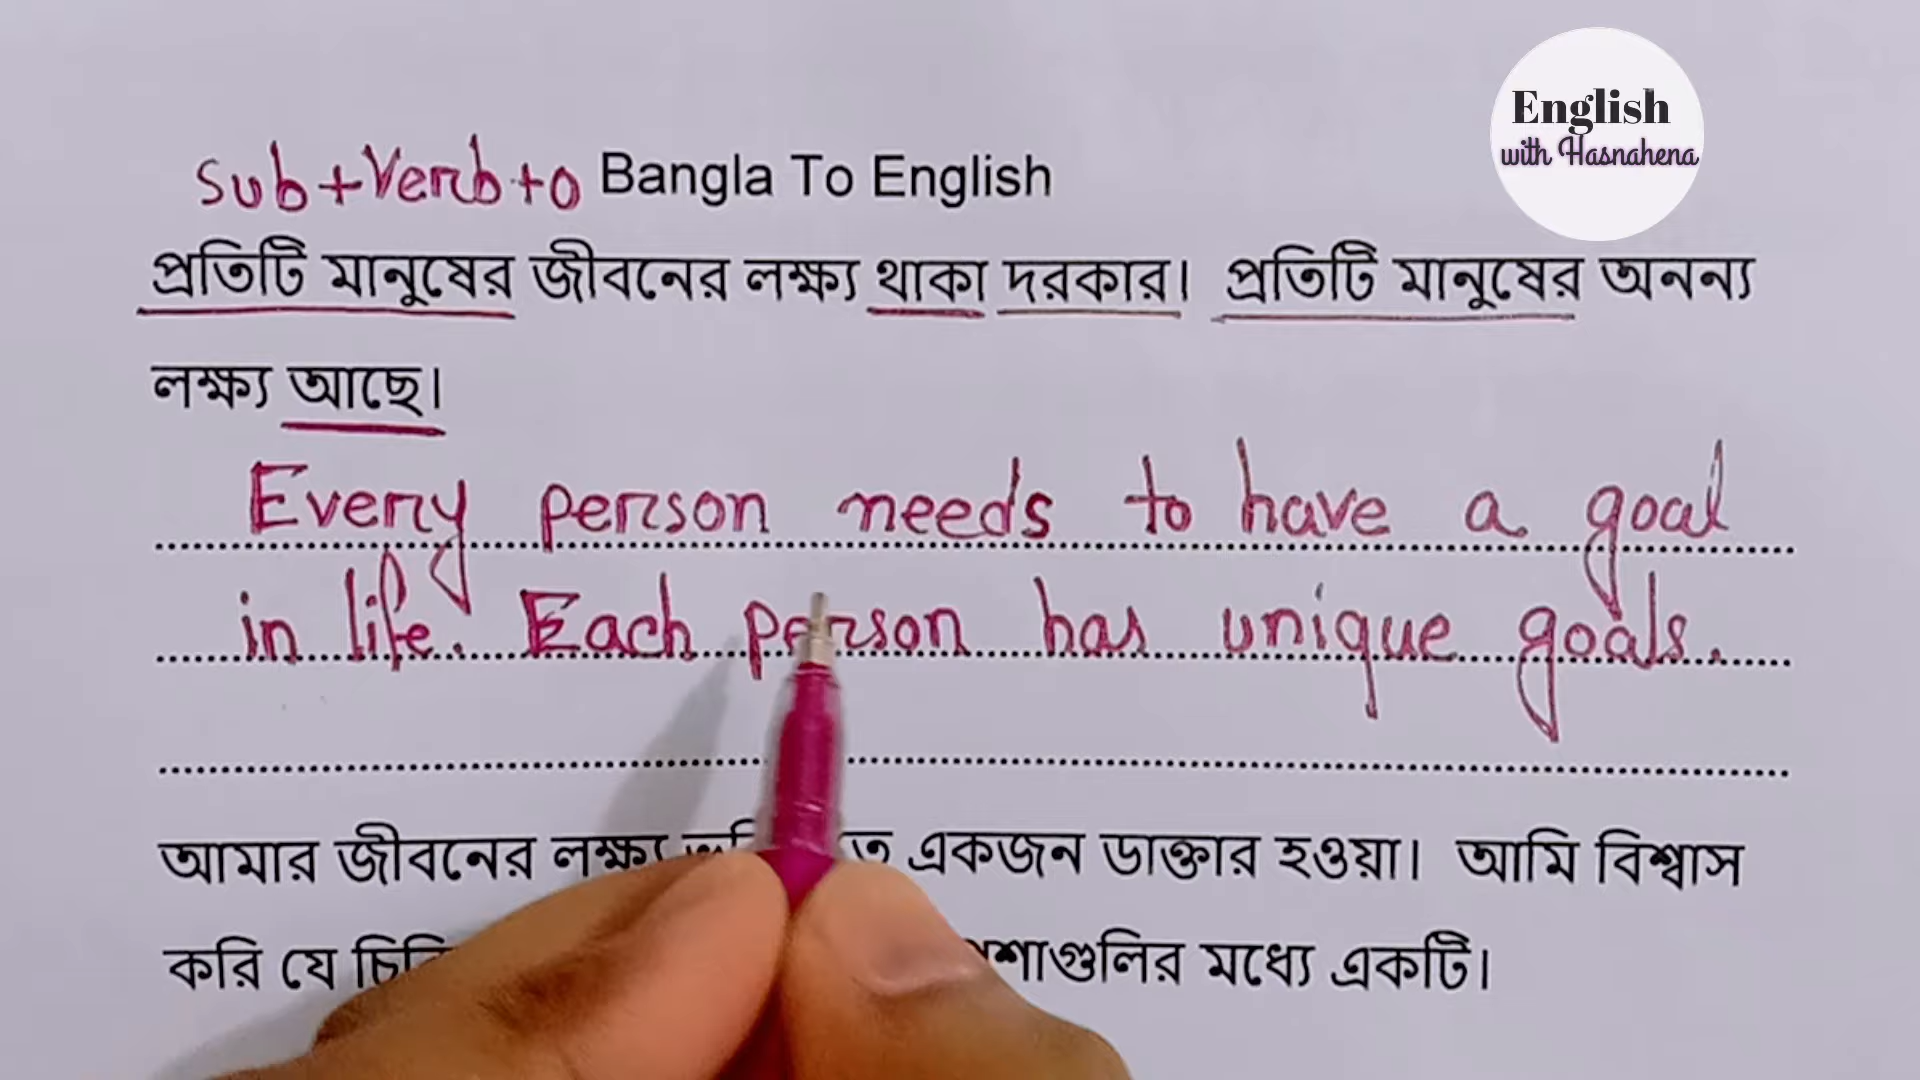 English
with Hasnahena
Sub+Verb+o Bangla To English
প্রতিটি মানুষের জীবনের লক্ষ্য থাকা দরকার। প্রতিটি মানুষের অনন্য
লক্ষ্য আছে।
Every person needs to have a goal
in life. Each person has unique goals.
আমার জীবনের লক্ষ্য একজন ডাক্তার হওয়া। আমি বিশ্বাস
করি যে মধ্যে একটি।